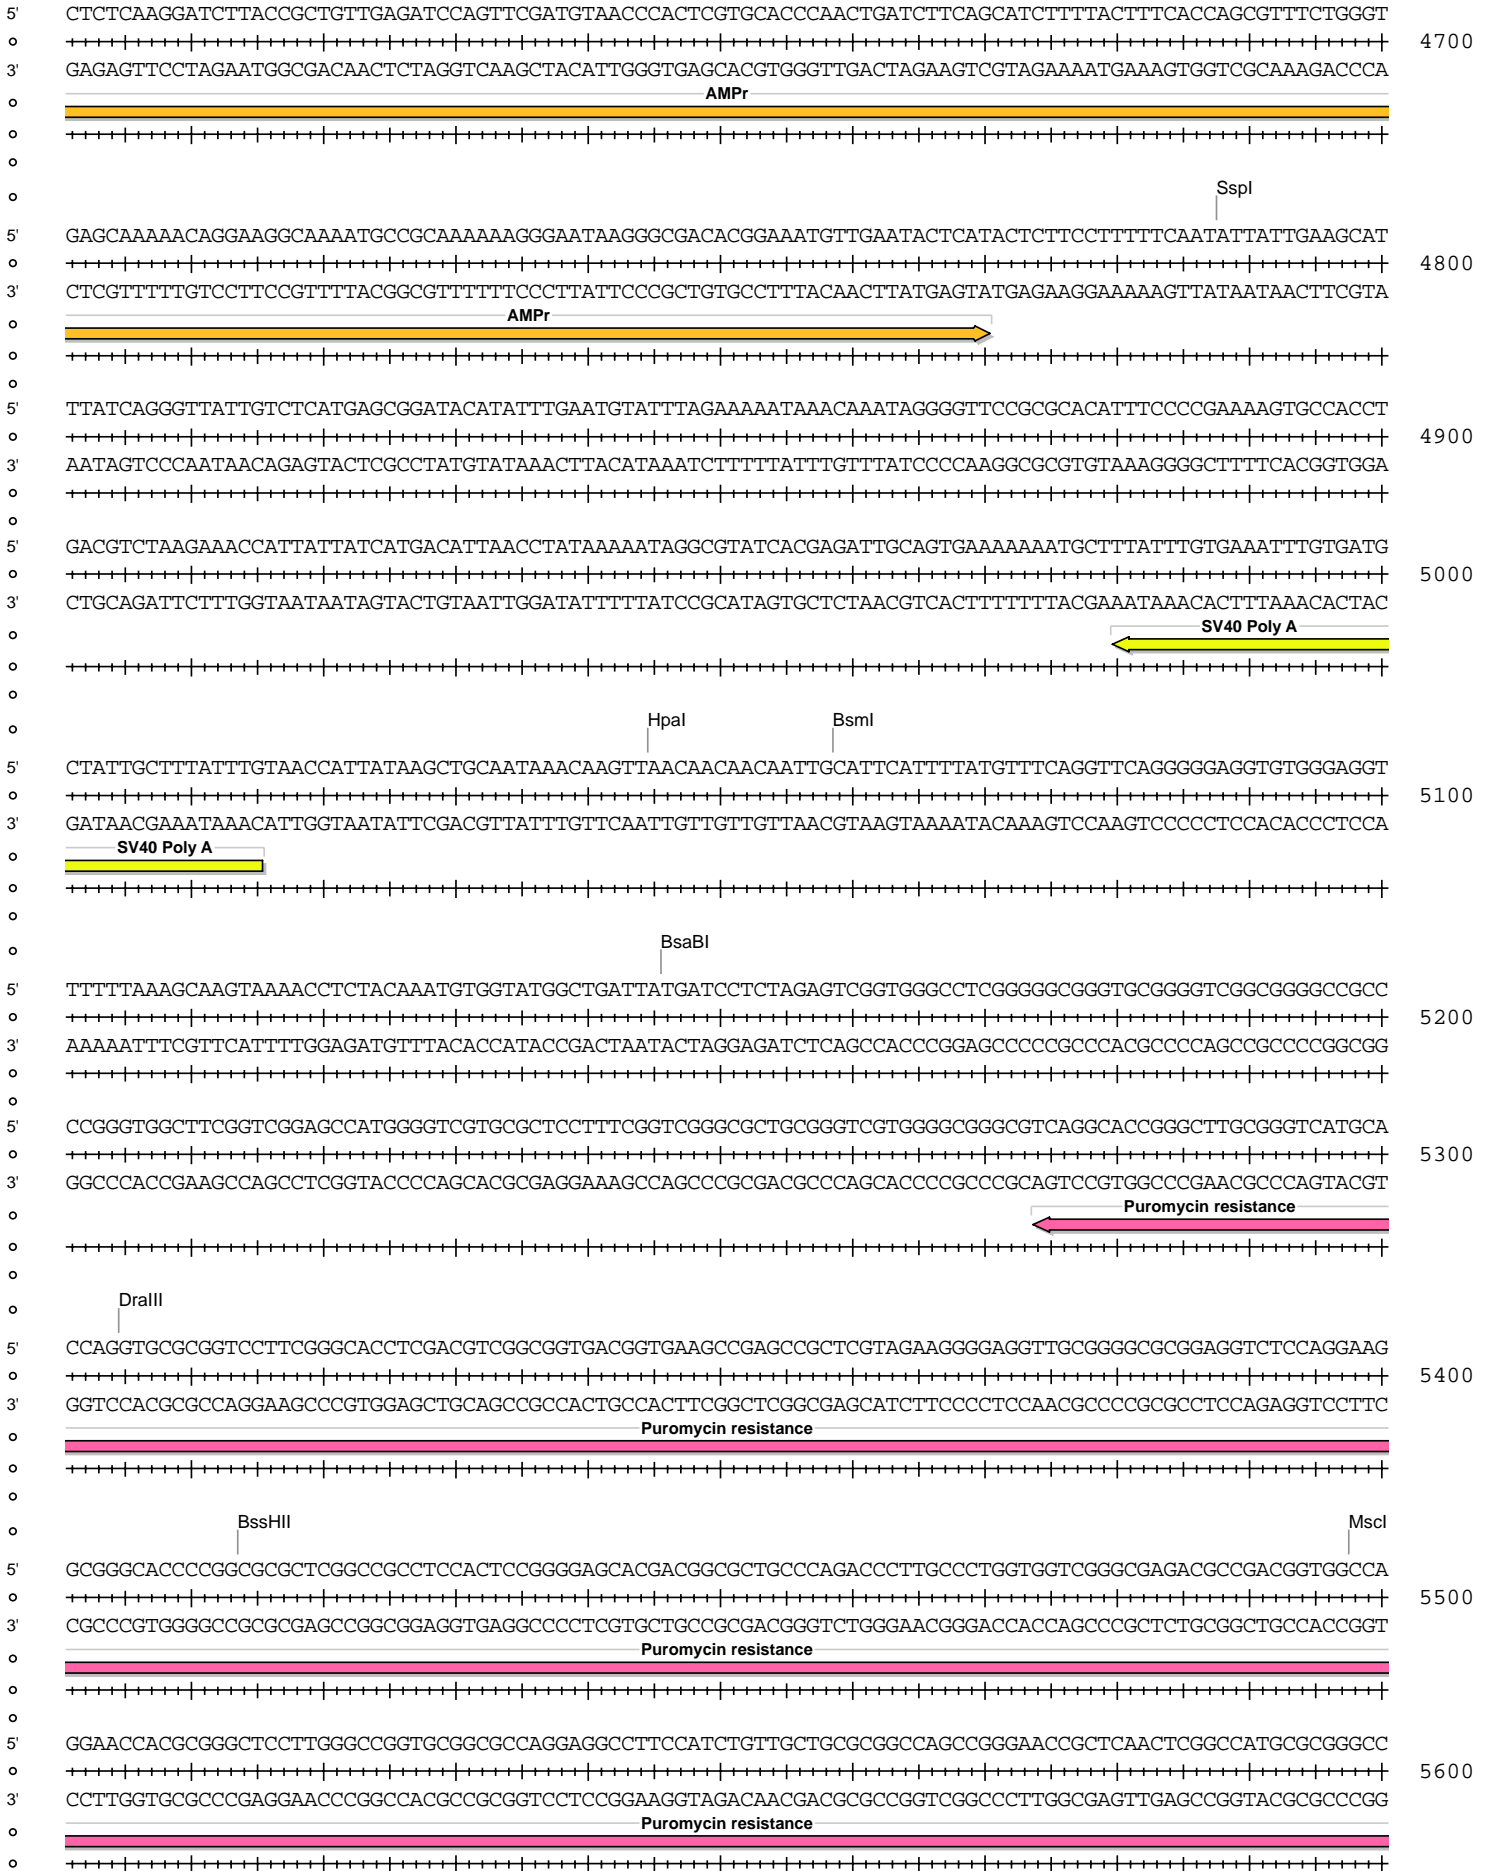 5' CTCTCAAGGATCTTACCGCTGTTGAGATCCAGTTCGATGTAACCCACTCGTGCACCCAACTGATCTTCAGCATCTTTTACTTTCACCAGCGTTTCTGGGT
4700
3' GAGAGTTCCTAGAATGGCGACAACTCTAGGTCAAGCTACATTGGGTGAGCACGTGGGTTGACTAGAAGTCGTAGAAAATGAAAGTGGTCGCAAAGACCCA
AMPr
SspI
5' GAGCAAAAACAGGAAGGCAAAATGCCGCAAAAAAGGGAATAAGGGCGACACGGAAATGTTGAATACTCATACTCTTCCTTTTTCAATATTATTGAAGCAT
4800
3' CTCGTTTTTGTCCTTCCGTTTTACGGCGTTTTTTCCCTTATTCCCGCTGTGCCTTTACAACTTATGAGTATGAGAAGGAAAAAGTTATAATAACTTCGTA
AMPr
5' TTATCAGGGTTATTGTCTCATGAGCGGATACATATTTGAATGTATTTAGAAAAATAAACAAATAGGGGTTCCGCGCACATTTCCCCGAAAAGTGCCACCT
4900
3' AATAGTCCCAATAACAGAGTACTCGCCTATGTATAAACTTACATAAATCTTTTTATTTGTTTATCCCCAAGGCGCGTGTAAAGGGGCTTTTCACGGTGGA
5' GACGTCTAAGAAACCATTATTATCATGACATTAACCTATAAAAATAGGCGTATCACGAGATTGCAGTGAAAAAAATGCTTTATTTGTGAAATTTGTGATG
5000
3' CTGCAGATTCTTTGGTAATAATAGTACTGTAATTGGATATTTTTATCCGCATAGTGCTCTAACGTCACTTTTTTTACGAAATAAACACTTTAAACACTAC
SV40 Poly A
HpaI BsmI
5' CTATTGCTTTATTTGTAACCATTATAAGCTGCAATAAACAAGTTAACAACAACAATTGCATTCATTTTATGTTTCAGGTTCAGGGGGAGGTGTGGGAGGT
5100
3' GATAACGAAATAAACATTGGTAATATTCGACGTTATTTGTTCAATTGTTGTTGTTAACGTAAGTAAAATACAAAGTCCAAGTCCCCCTCCACACCCTCCA
SV40 Poly A
BsaBI
5' TTTTTAAAGCAAGTAAAACCTCTACAAATGTGGTATGGCTGATTATGATCCTCTAGAGTCGGTGGGCCTCGGGGGCGGGTGCGGGGTCGGCGGGGCCGCC
5200
3' AAAAATTTCGTTCATTTTGGAGATGTTTACACCATACCGACTAATACTAGGAGATCTCAGCCACCCGGAGCCCCCGCCCACGCCCCAGCCGCCCCGGCGG
5' CCGGGTGGCTTCGGTCGGAGCCATGGGGTCGTGCGCTCCTTTCGGTCGGGCGCTGCGGGTCGTGGGGCGGGCGTCAGGCACCGGGCTTGCGGGTCATGCA
5300
3' GGCCCACCGAAGCCAGCCTCGGTACCCCAGCACGCGAGGAAAGCCAGCCCGCGACGCCCAGCACCCCGCCCGCAGTCCGTGGCCCGAACGCCCAGTACGT
Puromycin resistance
DraIII
5' CCAGGTGCGCGGTCCTTCGGGCACCTCGACGTCGGCGGTGACGGTGAAGCCGAGCCGCTCGTAGAAGGGGAGGTTGCGGGGCGCGGAGGTCTCCAGGAAG
5400
3' GGTCCACGCGCCAGGAAGCCCGTGGAGCTGCAGCCGCCACTGCCACTTCGGCTCGGCGAGCATCTTCCCCTCCAACGCCCCGCGCCTCCAGAGGTCCTTC
Puromycin resistance
BssHII MscI
5' GCGGGCACCCCGGCGCGCTCGGCCGCCTCCACTCCGGGGAGCACGACGGCGCTGCCCAGACCCTTGCCCTGGTGGTCGGGCGAGACGCCGACGGTGGCCA
5500
3' CGCCCGTGGGGCCGCGCGAGCCGGCGGAGGTGAGGCCCCTCGTGCTGCCGCGACGGGTCTGGGAACGGGACCACCAGCCCGCTCTGCGGCTGCCACCGGT
Puromycin resistance
5' GGAACCACGCGGGCTCCTTGGGCCGGTGCGGCGCCAGGAGGCCTTCCATCTGTTGCTGCGCGGCCAGCCGGGAACCGCTCAACTCGGCCATGCGCGGGCC
5600
3' CCTTGGTGCGCCCGAGGAACCCGGCCACGCCGCGGTCCTCCGGAAGGTAGACAACGACGCGCCGGTCGGCCCTTGGCGAGTTGAGCCGGTACGCGCCCGG
Puromycin resistance